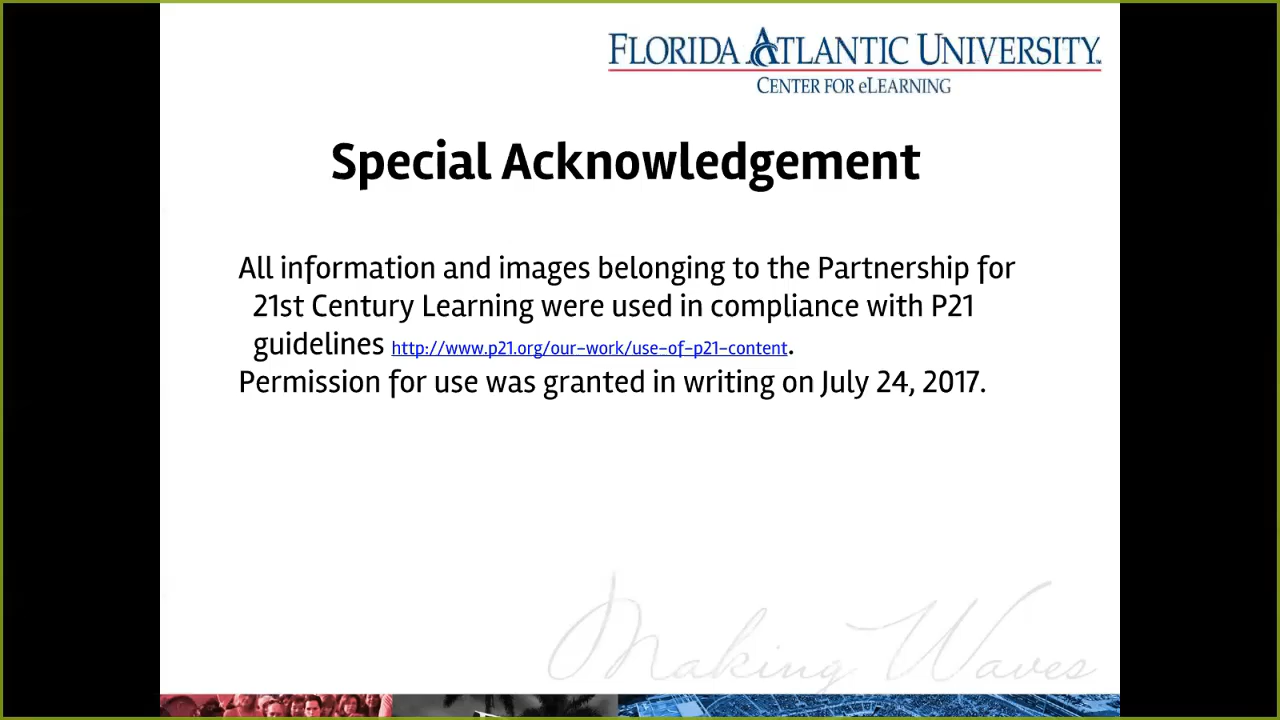 FLORIDA ATLANTIC UNIVERSITY™
CENTER FOR eLEARNING
Special Acknowledgement
All information and images belonging to the Partnership for
21st Century Learning were used in compliance with P21
guidelines http://www.p21.org/our-work/use-of-p21-content.
Permission for use was granted in writing on July 24, 2017.
Making Waves